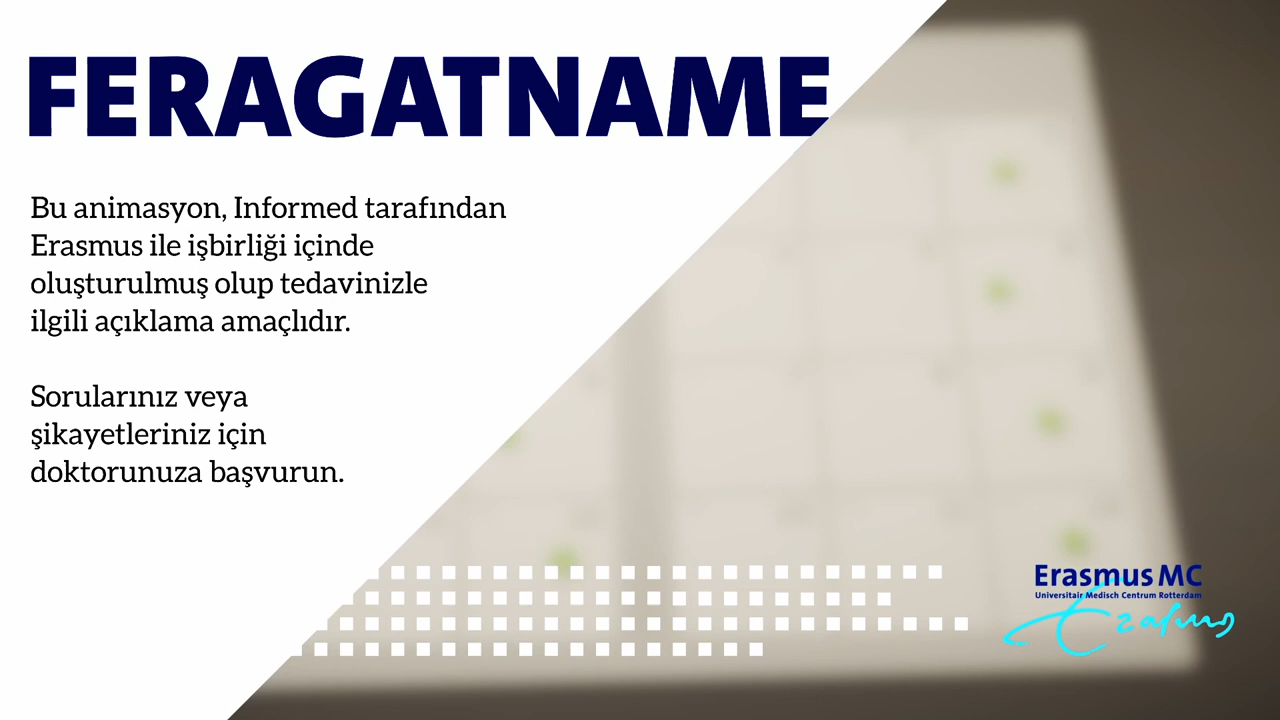 FERAGATNAME
Bu animasyon, Informed tarafından
Erasmus ile işbirliği içinde
oluşturulmuş olup tedavinizle
ilgili açıklama amaçlıdır.
Sorularınız veya
şikayetleriniz için
doktorunuza başvurun.
Erasmus MC
Universitair Medisch Centrum Rotterdam
Erasmus